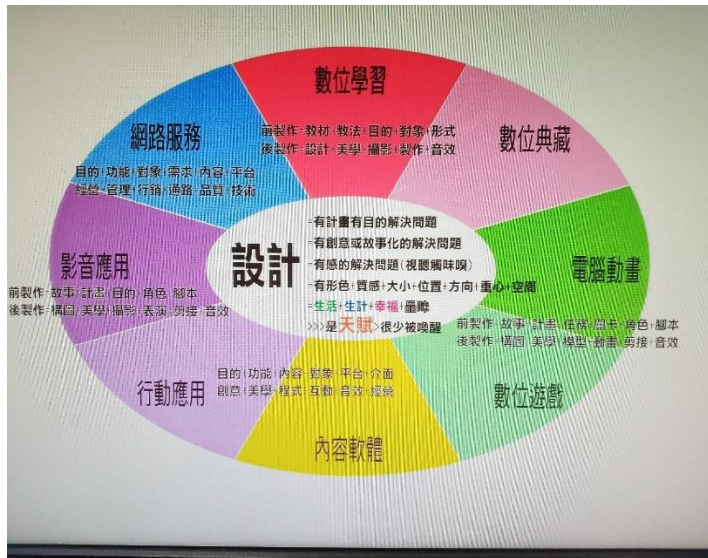 數位學習
前製作+教材+教法+目的+對象+形式
後製作+設計+美學+攝影+製作+音效
網路服務
目的+功能+對象+需求+內容+平台
經營+管理+行銷+通路+品質+技術
數位典藏
設計
=有計畫有目的解決問題
=有創意或故事化的解決問題
=有感的解決問題(視聽觸味嗅)
=有形色+質感+大小+位置+方向+重心+空間
=生活+生計+幸福+墨瞭
>>>是天賦>很少被喚醒
影音應用
前製作+故事+計畫+目的+角色+腳本
後製作+構圖+美學+攝影+表演+剪接+音效
電腦動畫
前製作+故事+計畫+任務+圖卡+角色+腳本
後製作+構圖+美學+模型+動畫+剪接+音效
行動應用
目的+功能+內容+對象+平台+介面
創意+美學+程式+互動+音效+經營
數位遊戲
內容軟體